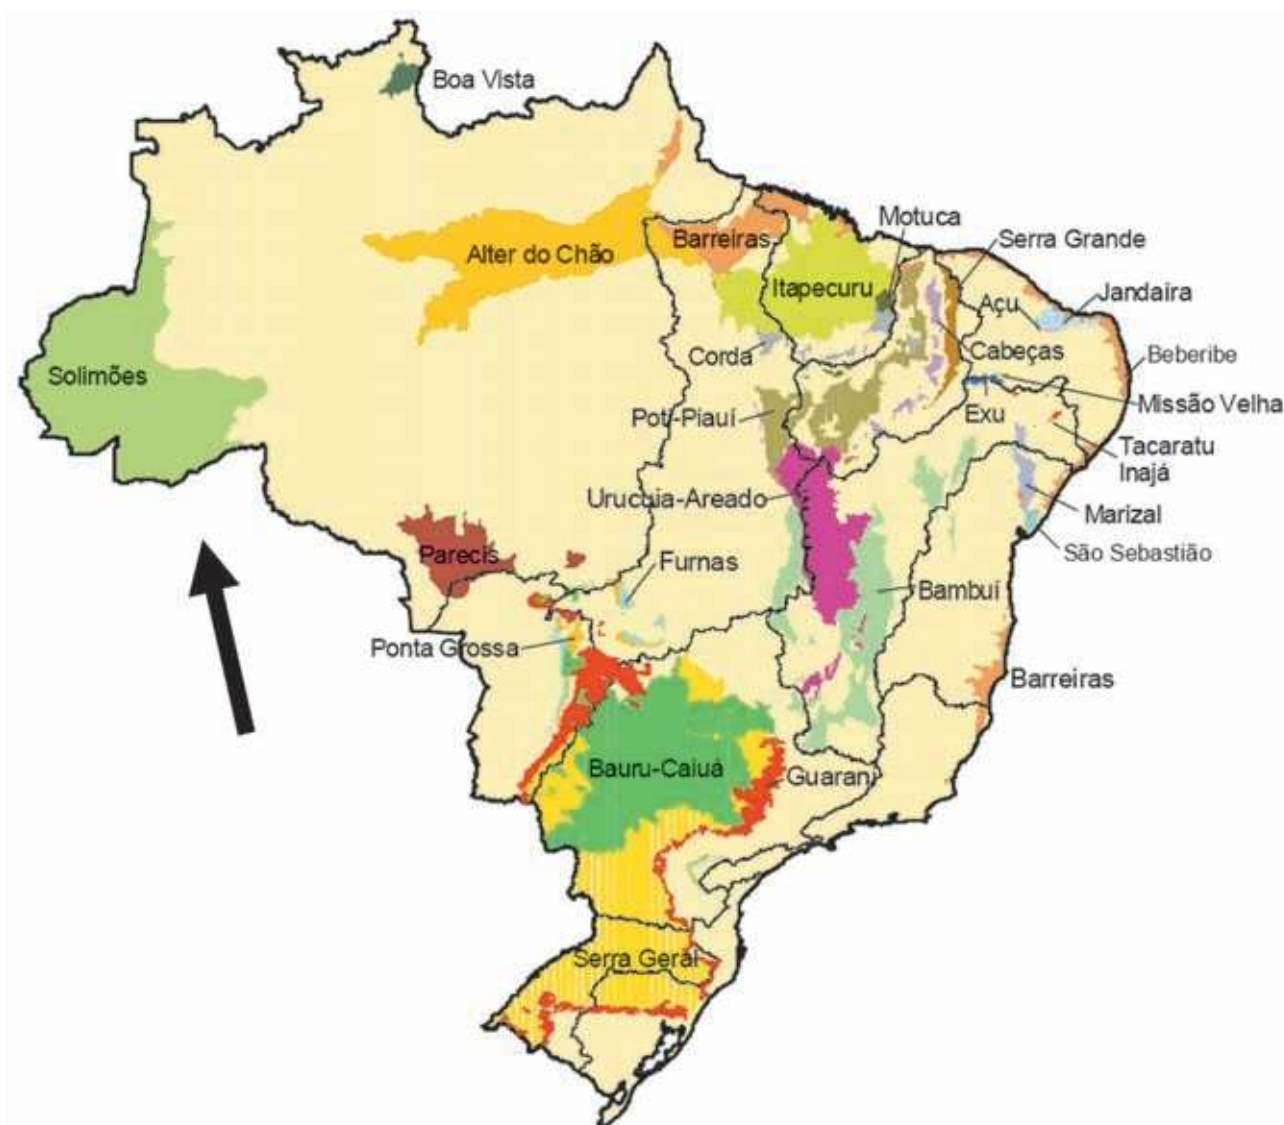 Boa Vista
Motuca
Serra Grande
Barreiras
Alter do Chão
Itapecuru
Açu
Jandaíra
Corda
Cabeças
Beberibe
Solimões
Missão Velha
Poti-Piauí
Exu
Tacaratu
Inajá
Urucuia-Areado
Marizal
São Sebastião
Parecis
Furnas
Bambuí
Ponta Grossa
Barreiras
Bauru-Caiuá
Guarani
Serra Geral